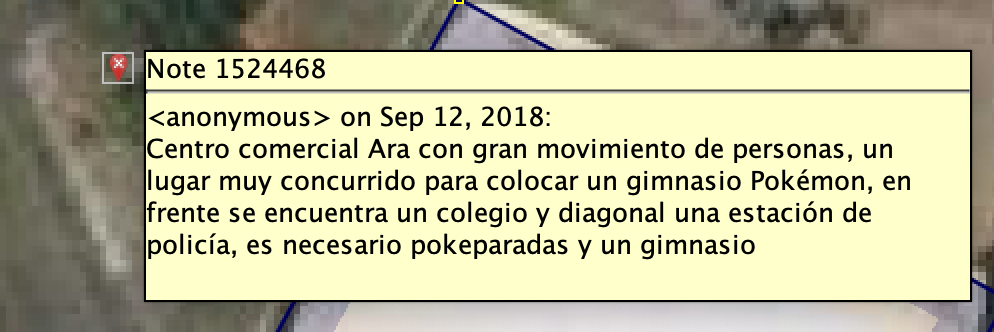 Note 1524468
<anonymous> on Sep 12, 2018:
Centro comercial Ara con gran movimiento de personas, un
lugar muy concurrido para colocar un gimnasio Pokémon, en
frente se encuentra un colegio y diagonal una estación de
policía, es necesario pokeparadas y un gimnasio